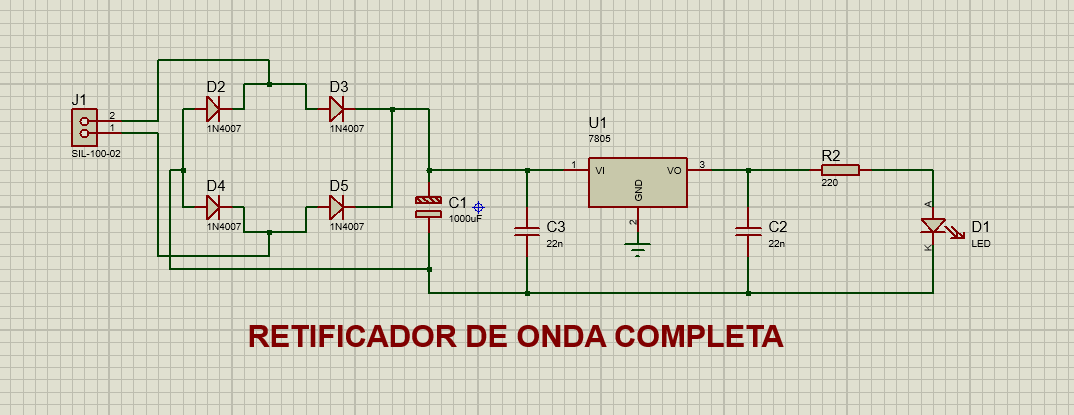 J1
2
1
SIL-100-02
D2
1N4007
D3
1N4007
D4
1N4007
D5
1N4007
C1
1000uF
C3
22n
U1
7805
1
VI
VO
3
GND
2
C2
22n
R2
220
A
K
D1
LED
RETIFICADOR DE ONDA COMPLETA